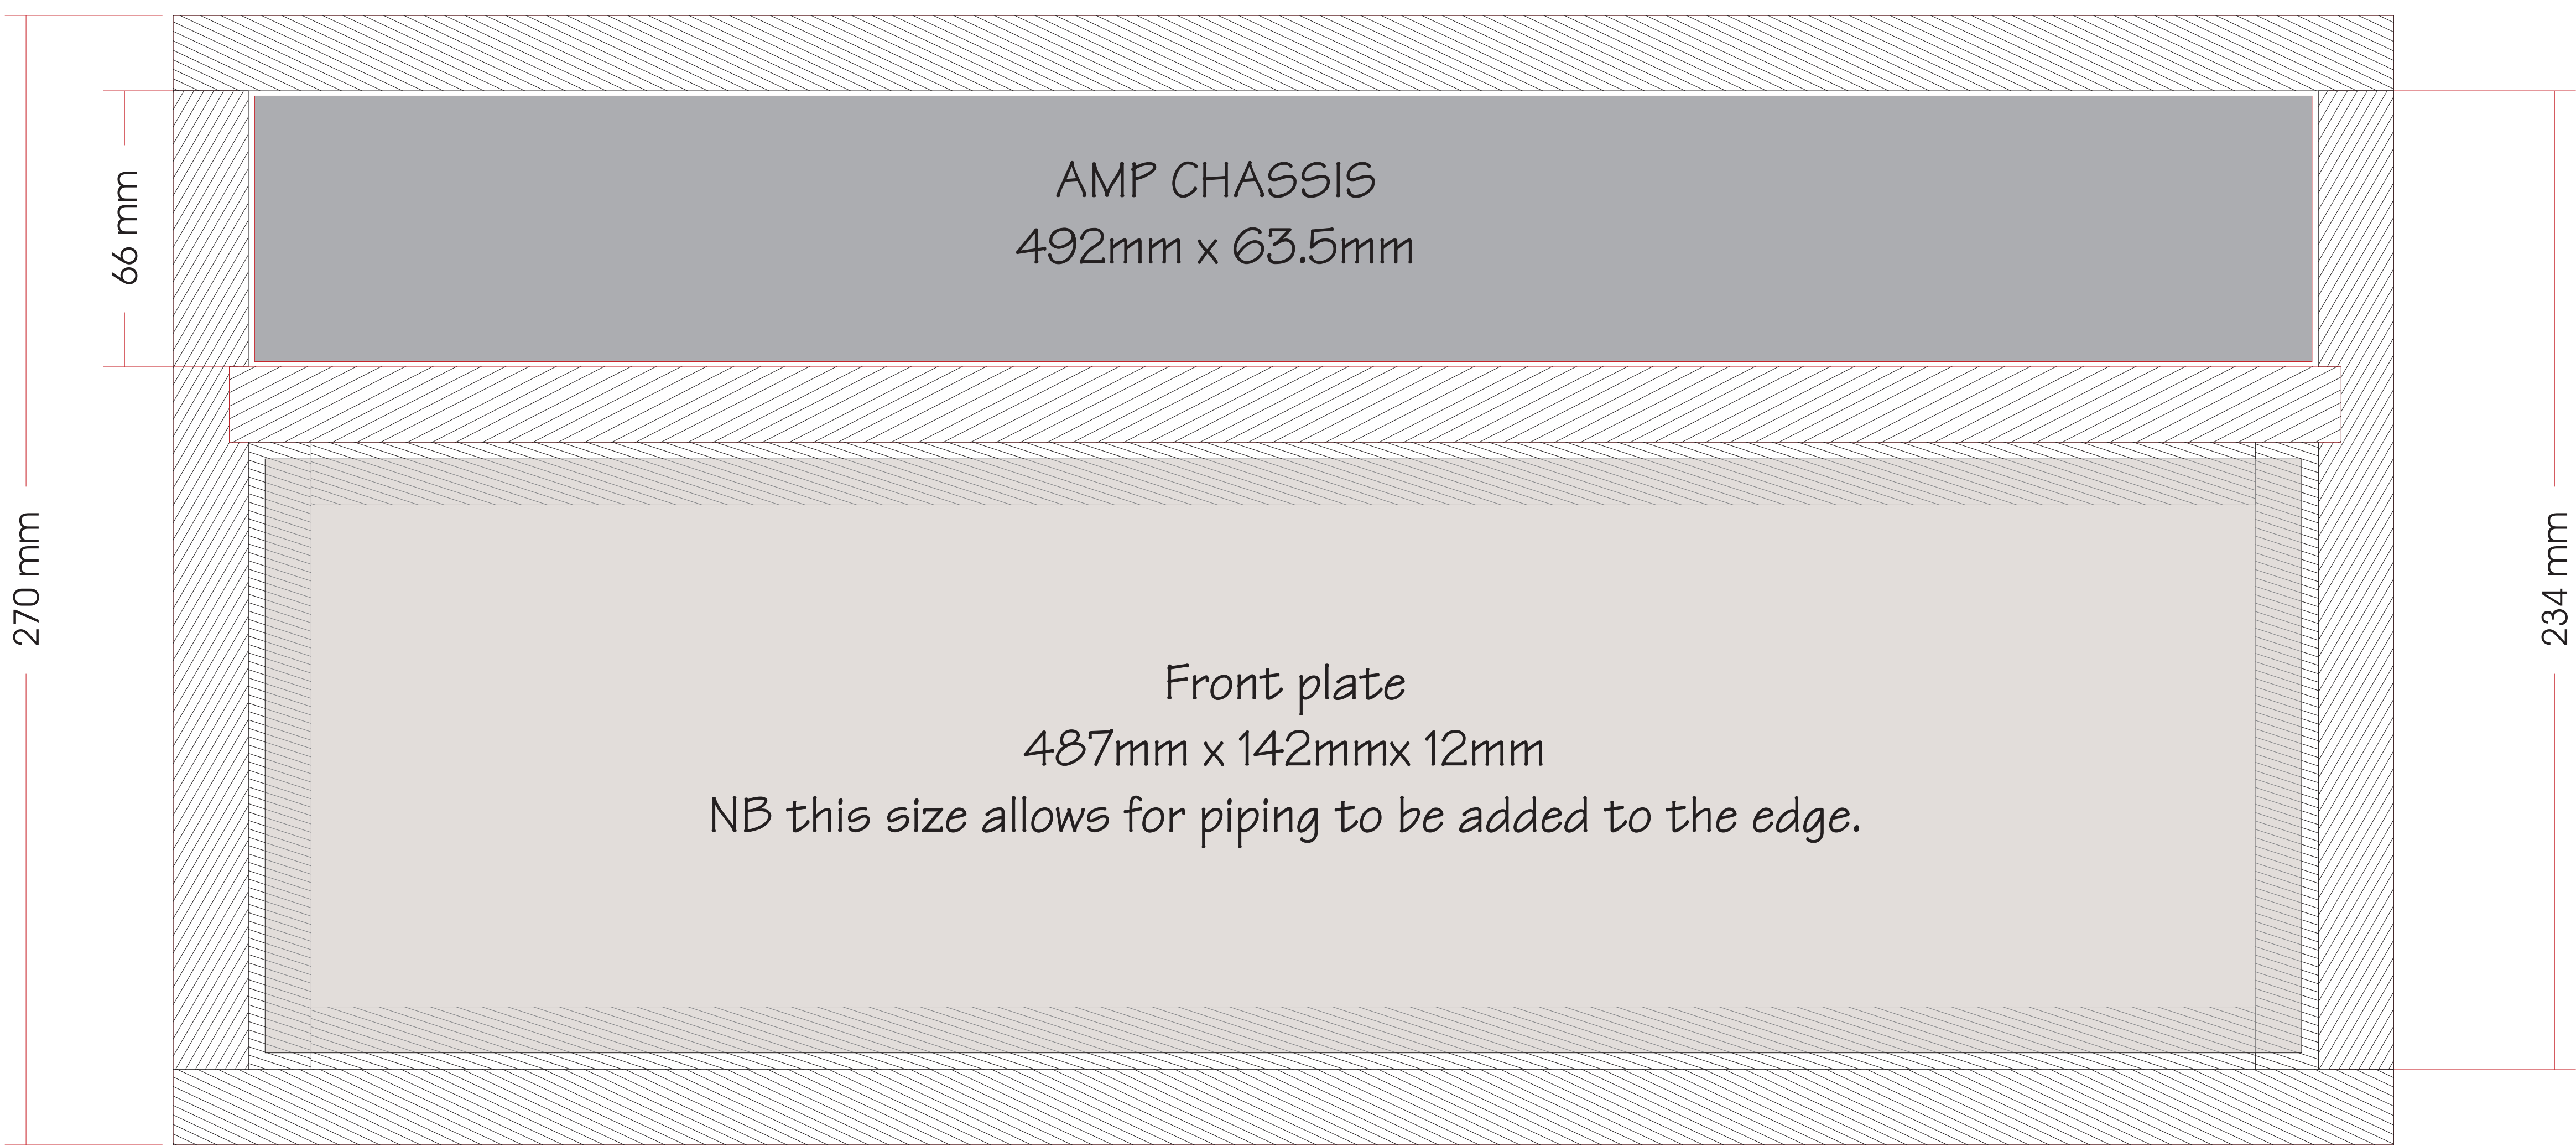 AMP CHASSIS
492mm x 63.5mm
66 mm
270 mm
234 mm
Front plate
487mm x 142mmx 12mm
NB this size allows for piping to be added to the edge.